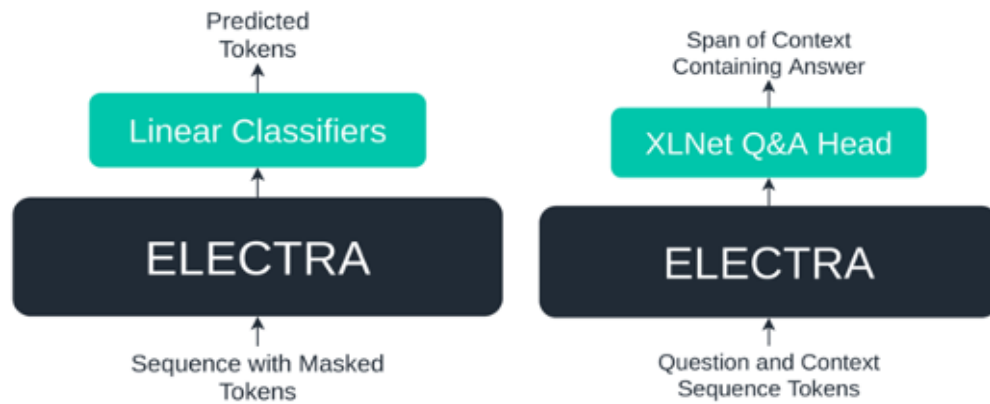 Predicted
Tokens
Linear Classifiers
ELECTRA
Sequence with Masked
Tokens
Span of Context
Containing Answer
XLNet Q&A Head
ELECTRA
Question and Context
Sequence Tokens